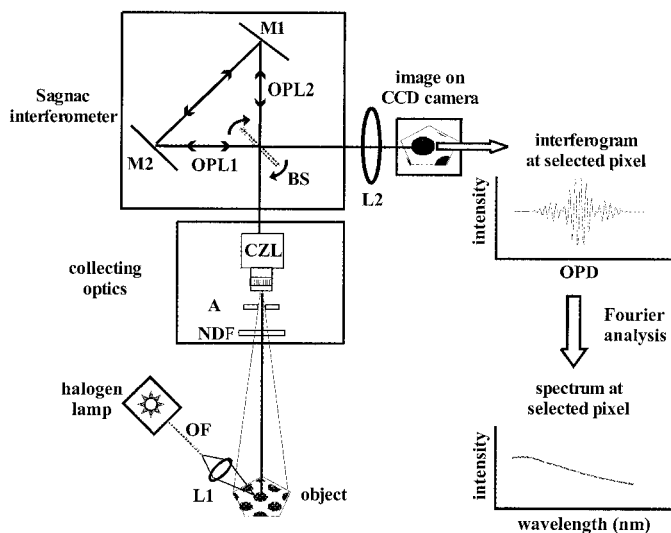 M1
Sagnac
interferometer
OPL2
M2
OPL1
BS
L2
image on
CCD camera
interferogram
at selected pixel
intensity
OPD
collecting
optics
CZL
A
NDF
Fourier
analysis
halogen
lamp
OF
L1
object
spectrum at
selected pixel
intensity
wavelength (nm)